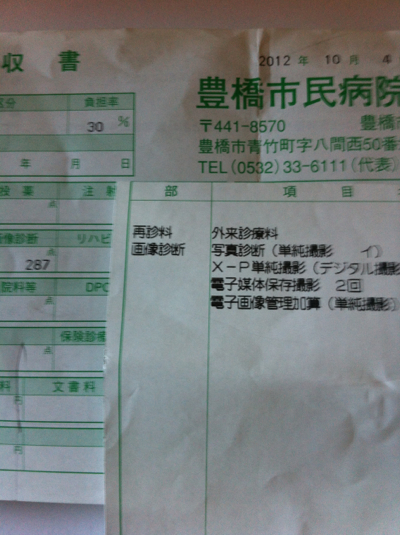 収書
2012 年 10 月 4
区分 負担率
30 %
年 月 日
豊橋市民病院
〒441-8570 豊橋市
豊橋市青竹町字八間西50番
TEL(0532)33-6111(代表)
投薬 注射
点
画像診断 リハビ
287 点
院料等 DPC
点
保険診療
点
料 文書料
円
円
部 項目
再診料 外来診療料
画像診断 写真診断(単純撮影 イ)
X-P単純撮影(デジタル撮影
電子媒体保存撮影 2回
電子画像管理加算(単純撮影)